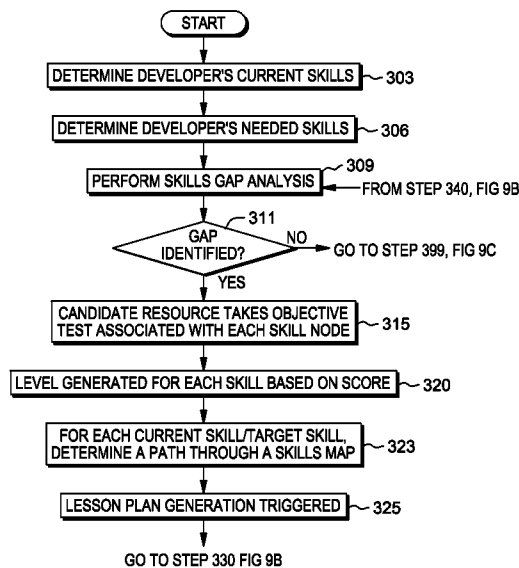 START
DETERMINE DEVELOPER'S CURRENT SKILLS
303
DETERMINE DEVELOPER'S NEEDED SKILLS
306
309
PERFORM SKILLS GAP ANALYSIS
FROM STEP 340, FIG 9B
311
GAP
IDENTIFIED?
NO
GO TO STEP 399, FIG 9C
YES
CANDIDATE RESOURCE TAKES OBJECTIVE
TEST ASSOCIATED WITH EACH SKILL NODE
315
LEVEL GENERATED FOR EACH SKILL BASED ON SCORE
320
FOR EACH CURRENT SKILL/TARGET SKILL,
DETERMINE A PATH THROUGH A SKILLS MAP
323
LESSON PLAN GENERATION TRIGGERED
325
GO TO STEP 330 FIG 9B